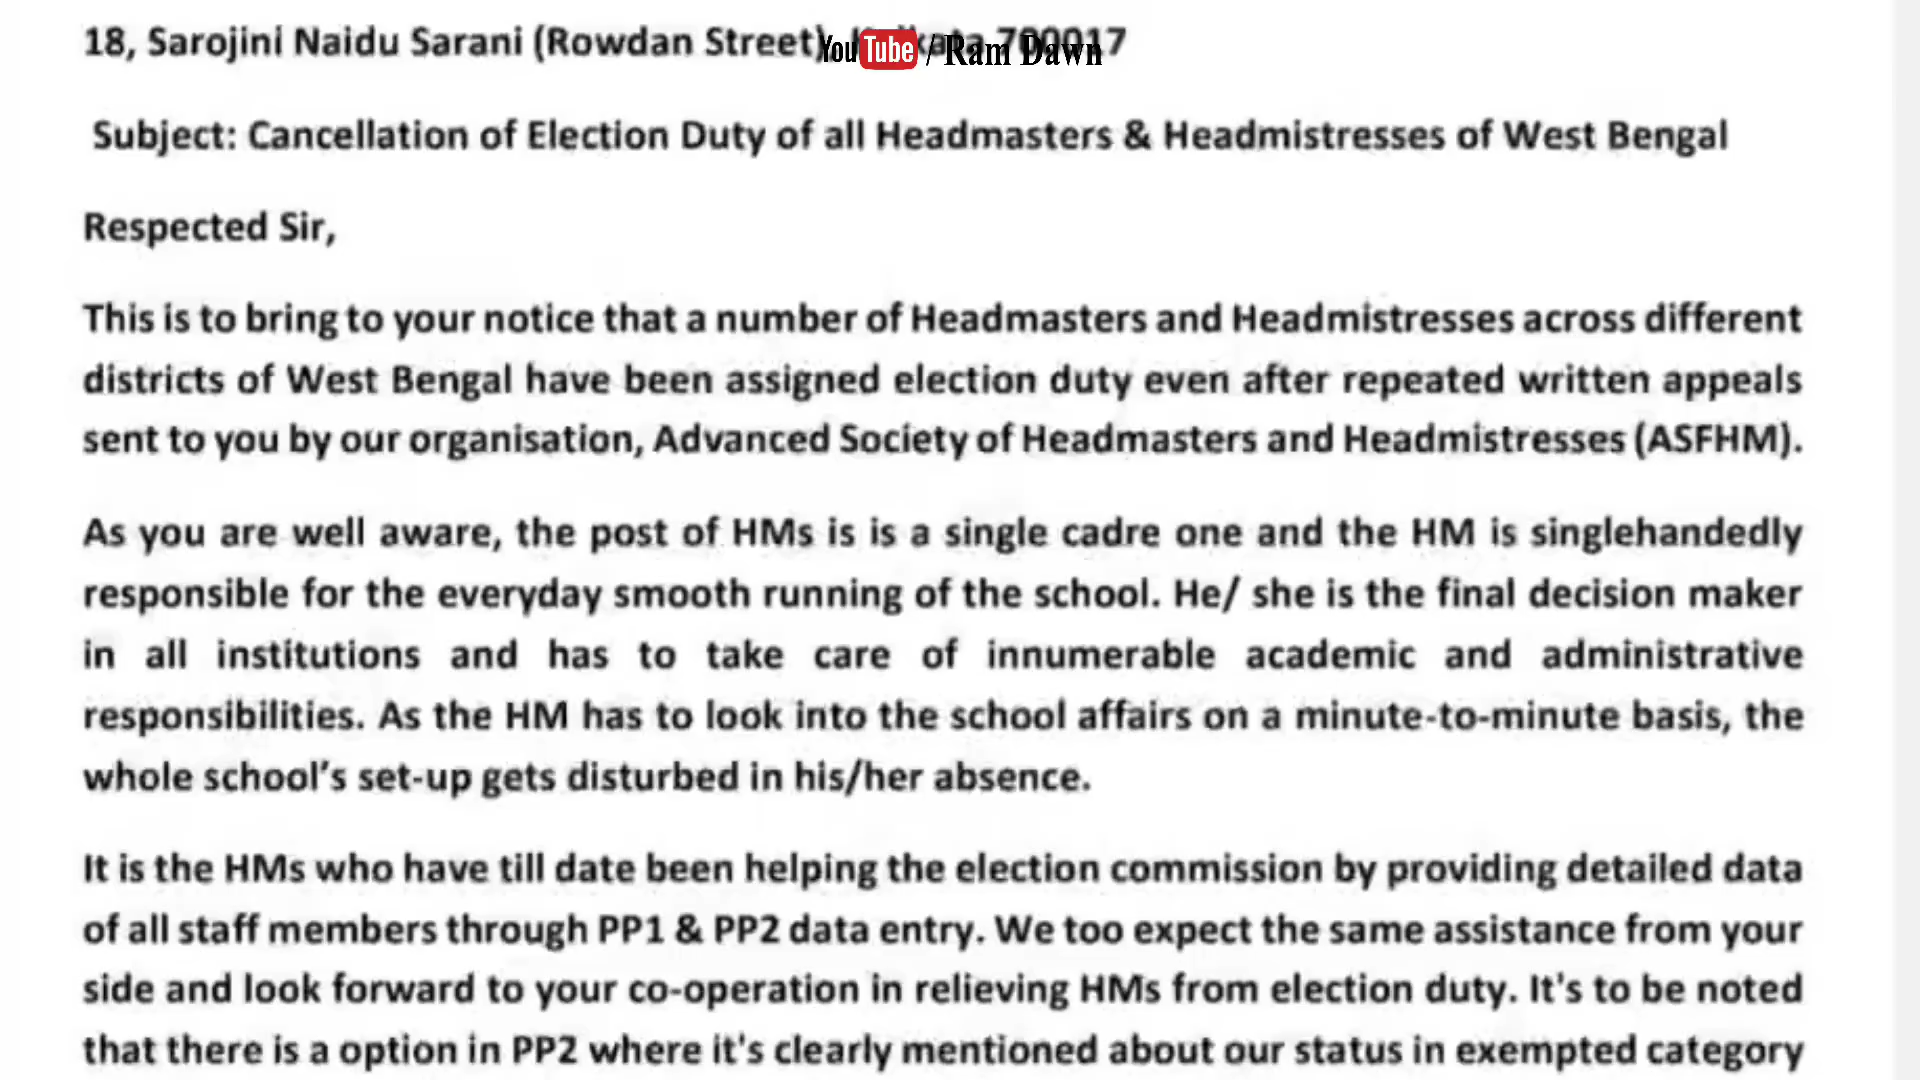 18, Sarojini Naidu Sarani (Rowdan Street), Kolkata 700017
YouTube / Ram Dawn
Subject: Cancellation of Election Duty of all Headmasters & Headmistresses of West Bengal
Respected Sir,
This is to bring to your notice that a number of Headmasters and Headmistresses across different
districts of West Bengal have been assigned election duty even after repeated written appeals
sent to you by our organisation, Advanced Society of Headmasters and Headmistresses (ASFHM).
As you are well aware, the post of HMs is is a single cadre one and the HM is singlehandedly
responsible for the everyday smooth running of the school. He/ she is the final decision maker
in all institutions and has to take care of innumerable academic and administrative
responsibilities. As the HM has to look into the school affairs on a minute-to-minute basis, the
whole school's set-up gets disturbed in his/her absence.
It is the HMs who have till date been helping the election commission by providing detailed data
of all staff members through PP1 & PP2 data entry. We too expect the same assistance from your
side and look forward to your co-operation in relieving HMs from election duty. It's to be noted
that there is a option in PP2 where it's clearly mentioned about our status in exempted category